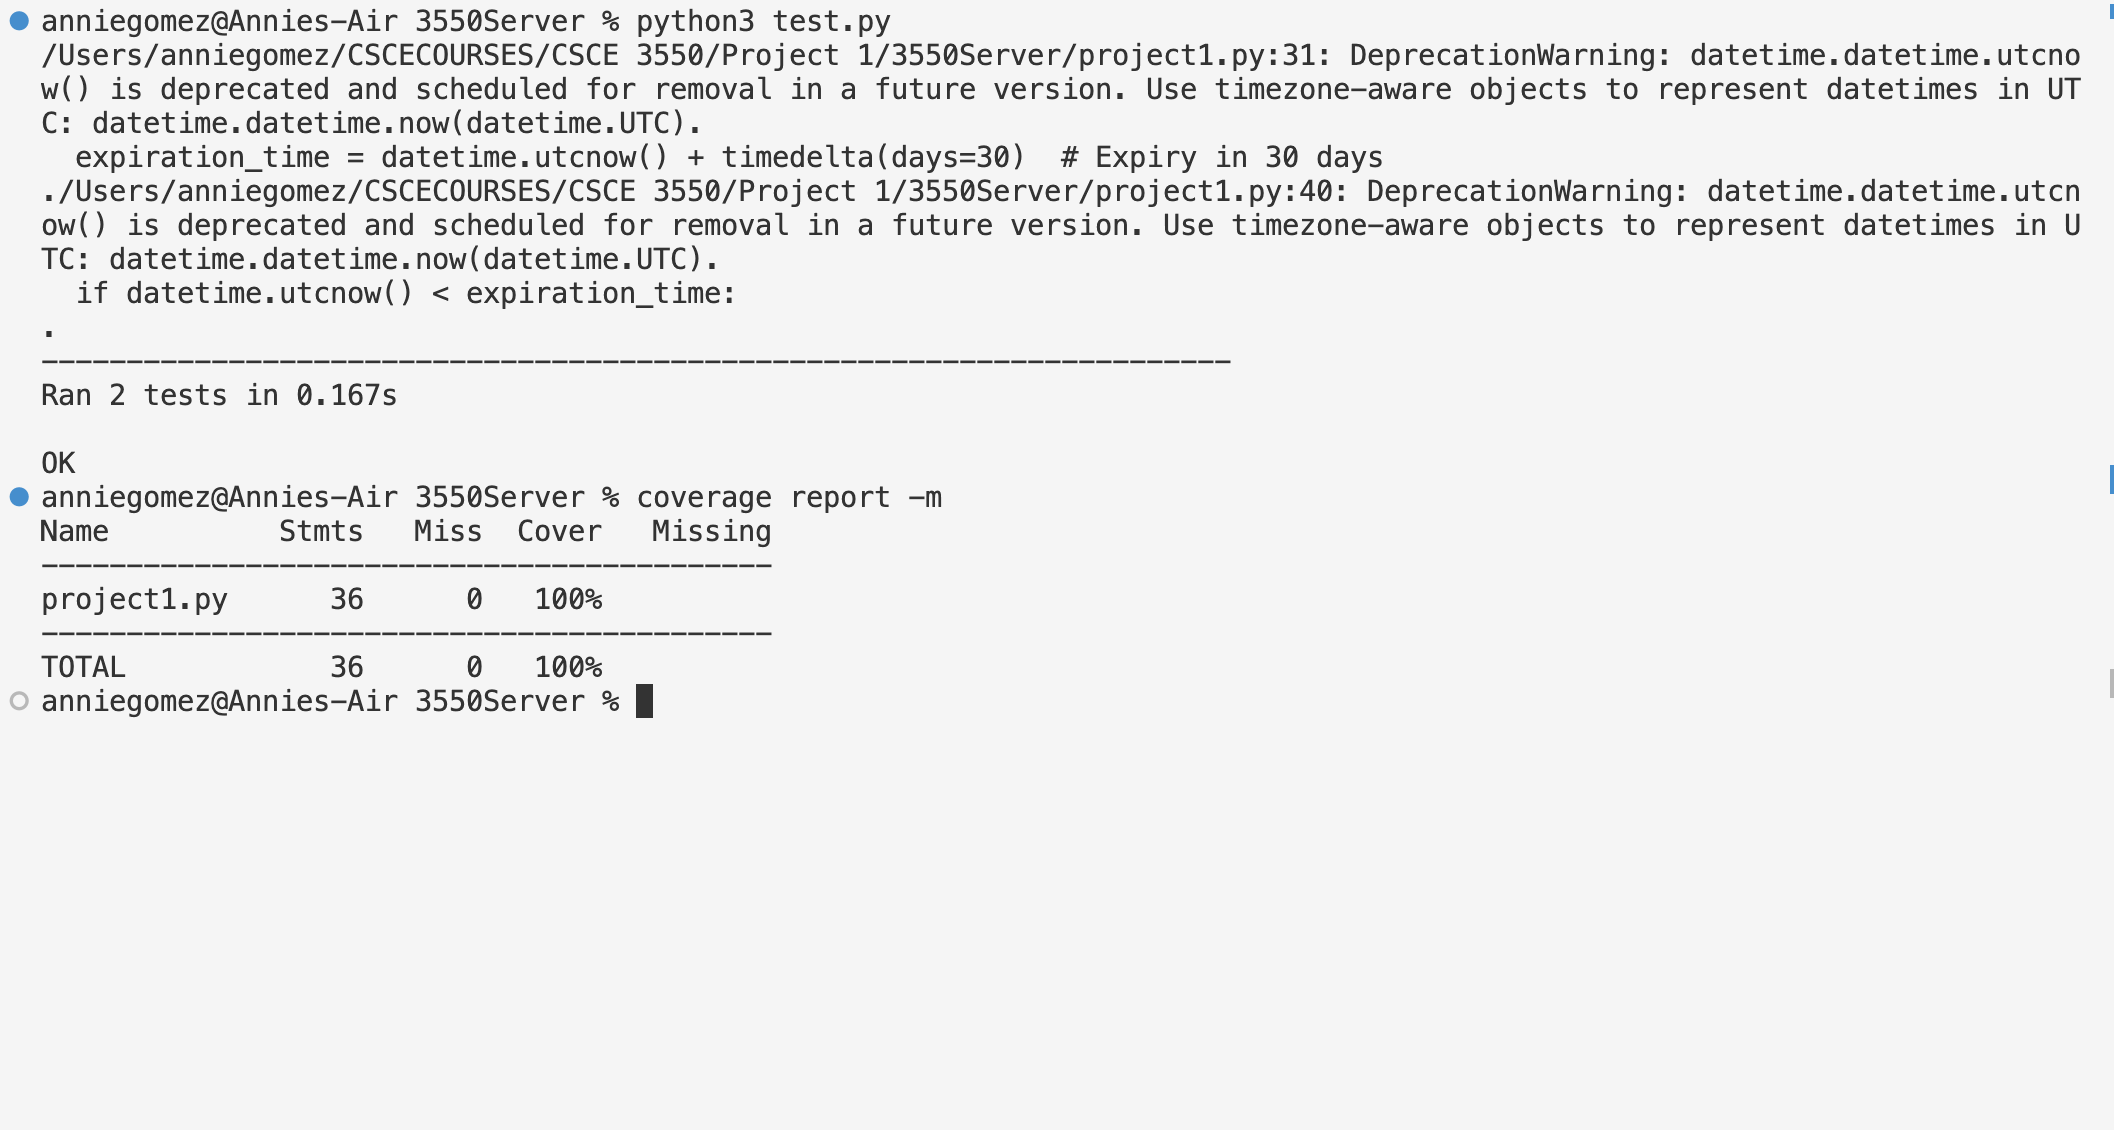 anniegomez@Annies-Air 3550Server % python3 test.py
/Users/anniegomez/CSCECOURSES/CSCE 3550/Project 1/3550Server/project1.py:31: DeprecationWarning: datetime.datetime.utcno
w() is deprecated and scheduled for removal in a future version. Use timezone-aware objects to represent datetimes in UT
C: datetime.datetime.now(datetime.UTC).
  expiration_time = datetime.utcnow() + timedelta(days=30)  # Expiry in 30 days
./Users/anniegomez/CSCECOURSES/CSCE 3550/Project 1/3550Server/project1.py:40: DeprecationWarning: datetime.datetime.utcn
ow() is deprecated and scheduled for removal in a future version. Use timezone-aware objects to represent datetimes in U
TC: datetime.datetime.now(datetime.UTC).
  if datetime.utcnow() < expiration_time:
.
----------------------------------------------------------------------
Ran 2 tests in 0.167s

OK
anniegomez@Annies-Air 3550Server % coverage report -m
Name          Stmts   Miss  Cover   Missing
-------------------------------------------
project1.py      36      0   100%
-------------------------------------------
TOTAL            36      0   100%
anniegomez@Annies-Air 3550Server %